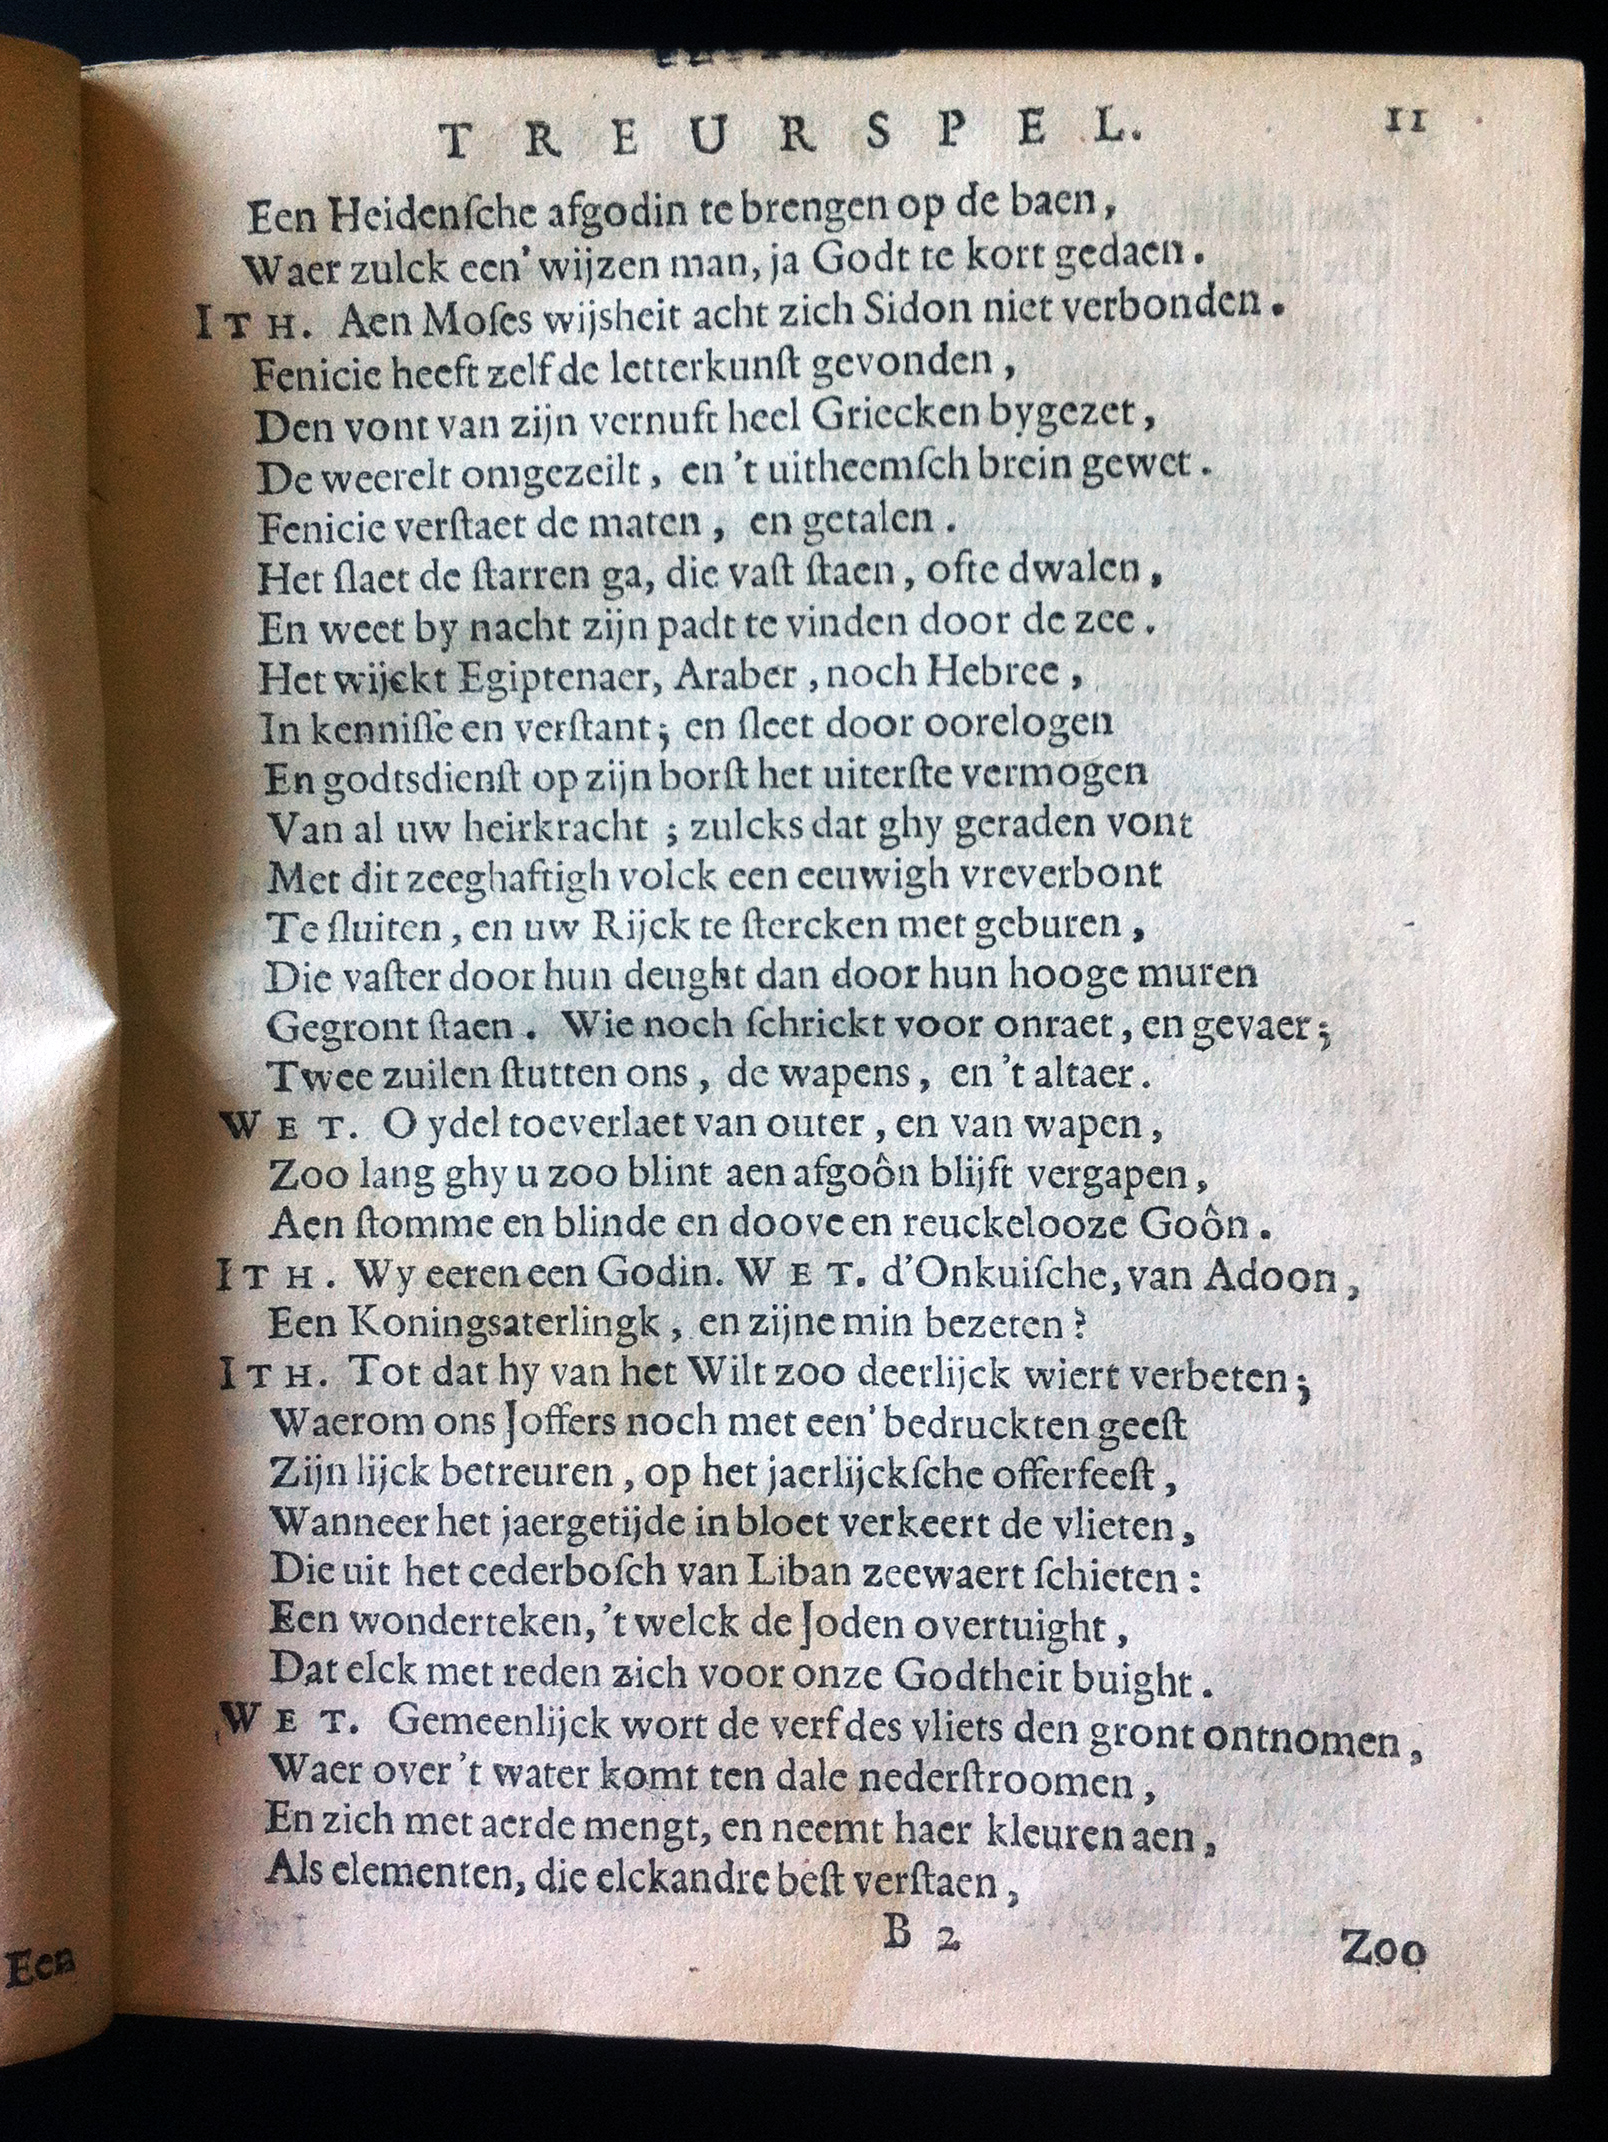 TREURSPEL. 11
Een Heidenſche afgodin te brengen op de baen,
Waer zulck een' wijzen man, ja Godt te kort gedaen.
ITH. Aen Moſes wijsheit acht zich Sidon niet verbonden.
Fenicie heeft zelf de letterkunſt gevonden,
Den vont van zijn vernuft heel Griecken bygezet,
De weerelt omgezeilt, en 't uitheemſch brein gewet.
Fenicie verſtaet de maten, en getalen.
Het ſlaet de ſtarren ga, die vaſt ſtaen, ofte dwalen,
En weet by nacht zijn padt te vinden door de zee.
Het wijckt Egiptenaer, Araber, noch Hebree,
In kenniſſe en verſtant; en ſleet door oorelogen
En godtsdienſt op zijn borſt het uiterſte vermogen
Van al uw heirkracht; zulcks dat ghy geraden vont
Met dit zeeghaftigh volck een eeuwigh vreverbont
Te ſluiten, en uw Rijck te ſtercken met geburen,
Die vaſter door hun deught dan door hun hooge muren
Gegront ſtaen. Wie noch ſchrickt voor onraet, en gevaer;
Twee zuilen ſtutten ons, de wapens, en 't altaer.
WET. O ydel toeverlaet van outer, en van wapen,
Zoo lang ghy u zoo blint aen afgoôn blijft vergapen,
Aen ſtomme en blinde en doove en reuckelooze Goôn.
ITH. Wy eeren een Godin. WET. d'Onkuiſche, van Adoon,
Een Koningsaterlingk, en zijne min bezeten?
ITH. Tot dat hy van het Wilt zoo deerlijck wiert verbeten;
Waerom ons Joffers noch met een' bedruckten geeſt
Zijn lijck betreuren, op het jaerlijckſche offerfeeſt,
Wanneer het jaergetijde in bloet verkeert de vlieten,
Die uit het cederboſch van Liban zeewaert ſchieten:
Een wonderteken, 't welck de Joden overtuight,
Dat elck met reden zich voor onze Godtheit buight.
WET. Gemeenlijck wort de verf des vliets den gront ontnomen,
Waer over 't water komt ten dale nederſtroomen,
En zich met aerde mengt, en neemt haer kleuren aen,
Als elementen, die elckandre beſt verſtaen,
B 2 Zoo
Een